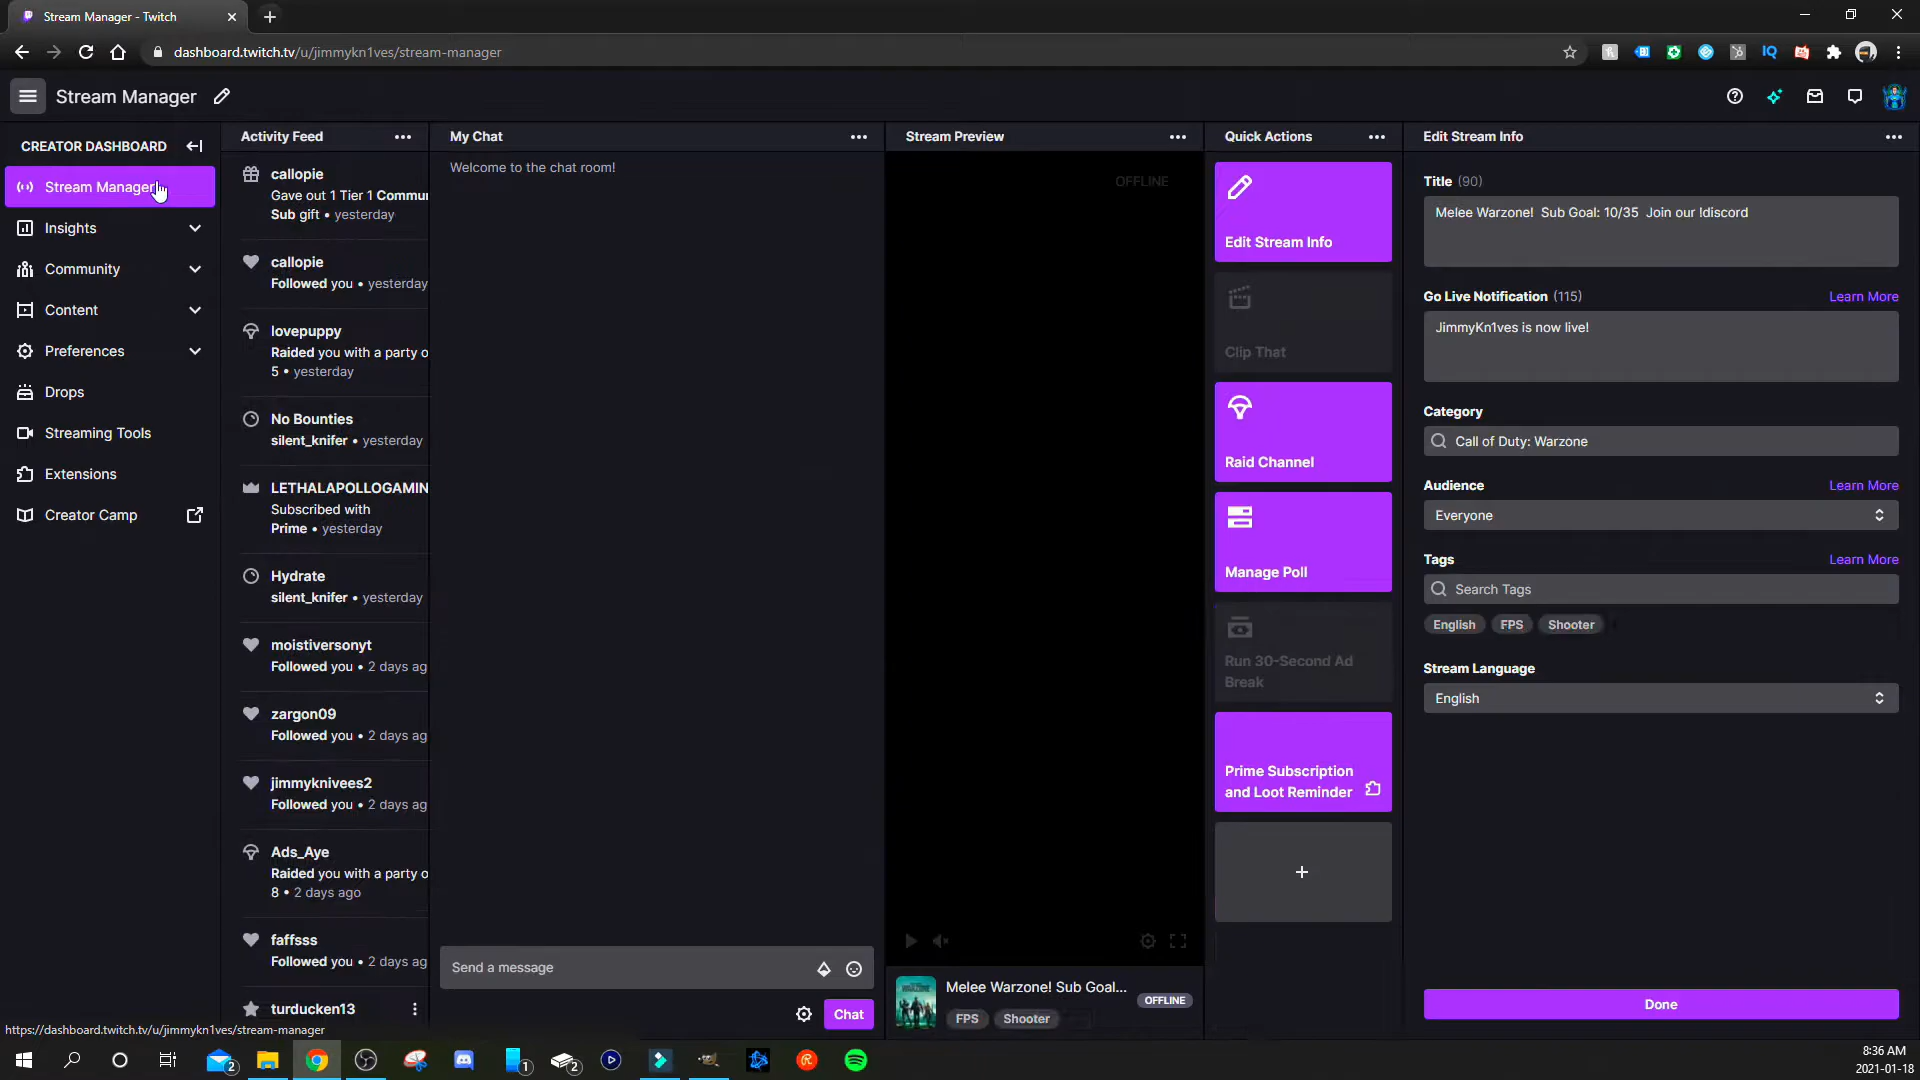 Stream Manager - Twitch
dashboard.twitch.tv/u/jimmykn1ves/stream-manager
Stream Manager
CREATOR DASHBOARD
Stream Manager
Insights
Community
Content
Preferences
Drops
Streaming Tools
Extensions
Creator Camp
Activity Feed
callopie
Gave out 1 Tier 1 Commu
Sub gift • yesterday
callopie
Followed you • yesterday
lovepuppy
Raided you with a party o
5 • yesterday
No Bounties
silent_knifer • yesterday
LETHALAPOLLOGAMIN
Subscribed with
Prime • yesterday
Hydrate
silent_knifer • yesterday
moistiversonyt
Followed you • 2 days ag
zargon09
Followed you • 2 days ag
jimmyknivees2
Followed you • 2 days ag
Ads_Aye
Raided you with a party o
8 • 2 days ago
faffsss
Followed you • 2 days ag
turducken13
My Chat
Welcome to the chat room!
Send a message
Chat
Stream Preview
OFFLINE
Melee Warzone! Sub Goal...
OFFLINE
FPS
Shooter
Quick Actions
Edit Stream Info
Clip That
Raid Channel
Manage Poll
Run 30-Second Ad
Break
Prime Subscription
and Loot Reminder
Edit Stream Info
Title (90)
Melee Warzone!  Sub Goal: 10/35  Join our !discord
Go Live Notification (115)
Learn More
JimmyKn1ves is now live!
Category
Call of Duty: Warzone
Audience
Learn More
Everyone
Tags
Learn More
Search Tags
English
FPS
Shooter
Stream Language
English
Done
https://dashboard.twitch.tv/u/jimmykn1ves/stream-manager
2
1
2
8:36 AM
2021-01-18